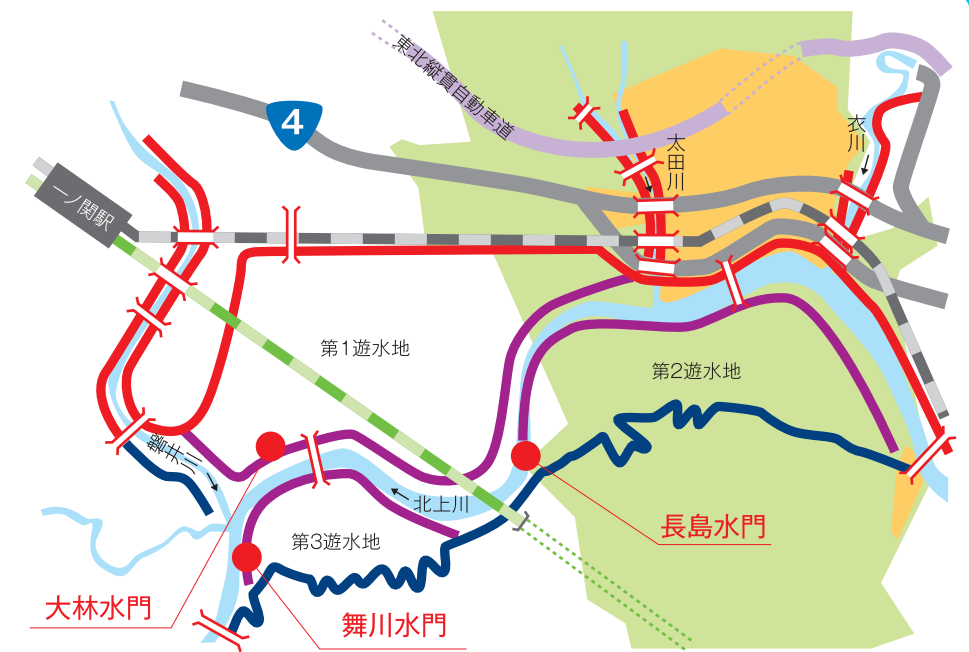 東北縦貫自動車道
4
太田川
衣川
一ノ関駅
第1遊水地
第2遊水地
磐井川
北上川
長島水門
第3遊水地
大林水門
舞川水門